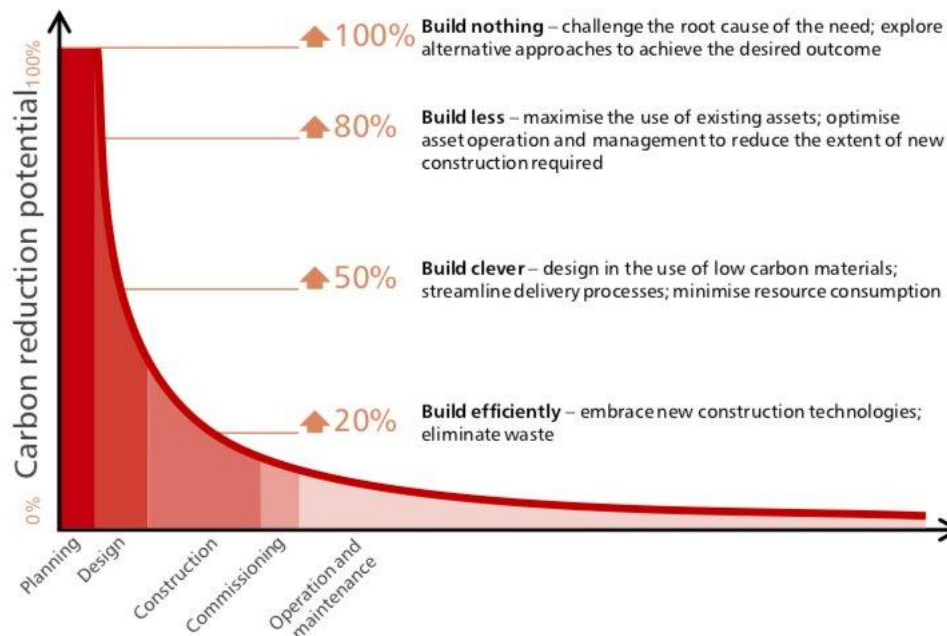 Carbon reduction potential
100%
0%
100%
Build nothing – challenge the root cause of the need; explore
alternative approaches to achieve the desired outcome
80%
Build less – maximise the use of existing assets; optimise
asset operation and management to reduce the extent of new
construction required
50%
Build clever – design in the use of low carbon materials;
streamline delivery processes; minimise resource consumption
20%
Build efficiently – embrace new construction technologies;
eliminate waste
Planning
Design
Construction
Commissioning
Operation and
maintenance